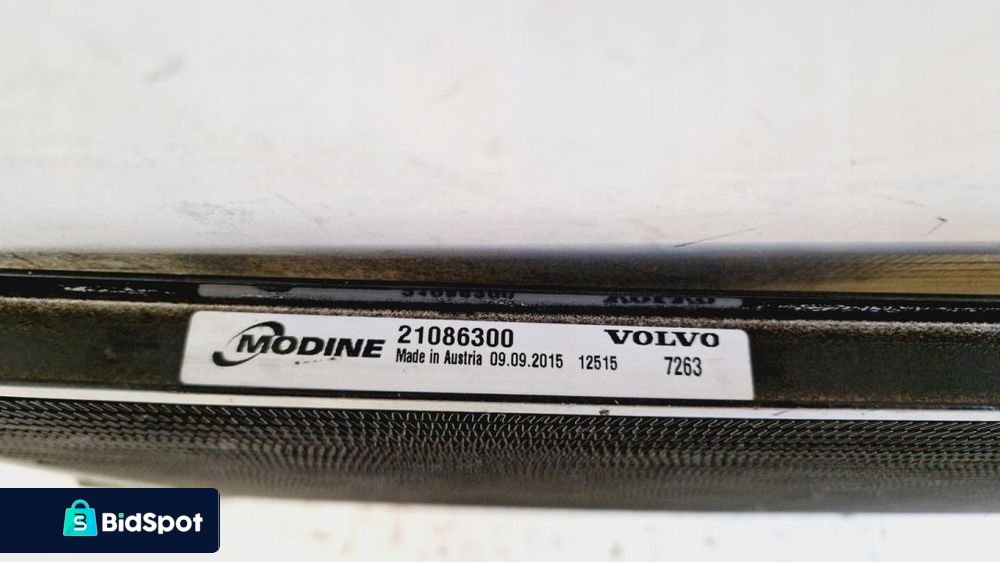 MODINE 21086300 VOLVO
Made in Austria 09.09.2015 12515 7263
BidSpot